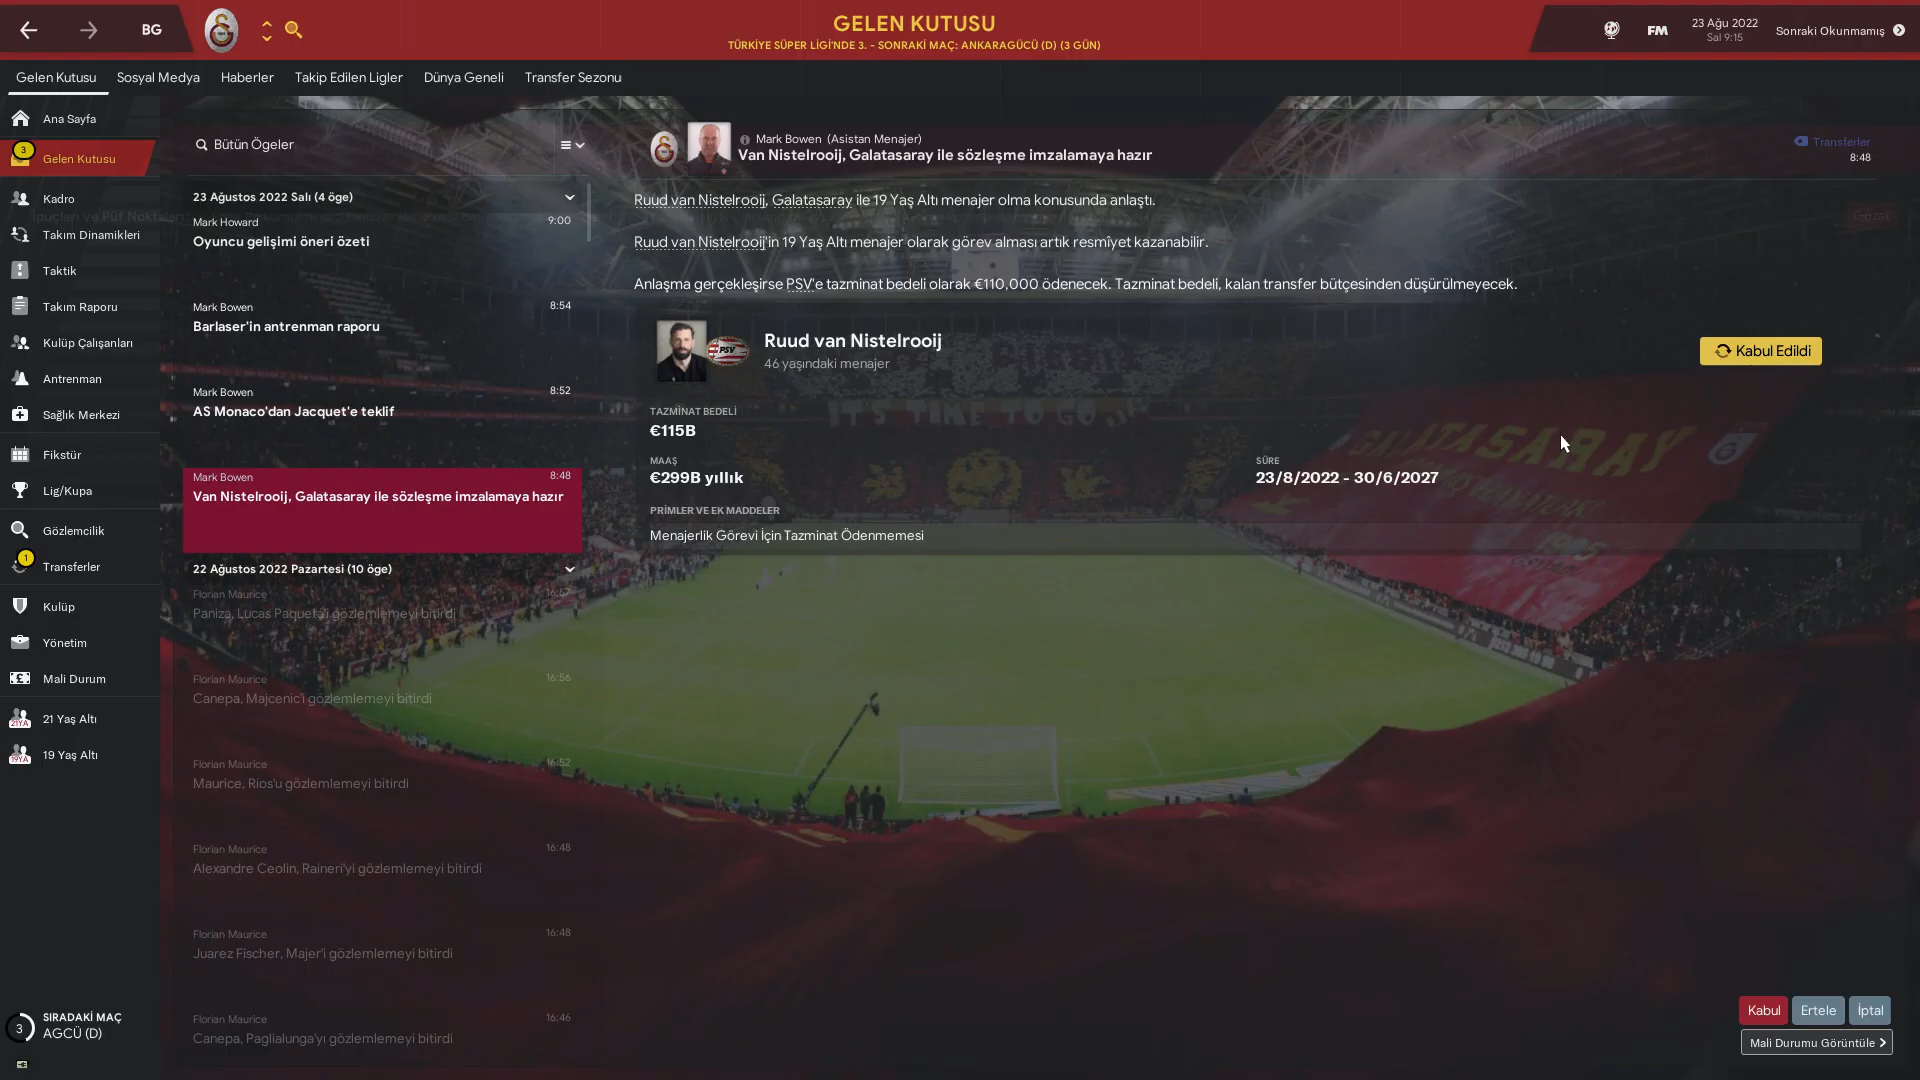 BG
GELEN KUTUSU
TÜRKİYE SÜPER LİGİ'NDE 3. - SONRAKİ MAÇ: ANKARAGÜCÜ (D) (3 GÜN)
FM
23 Ağu 2022
Sal 9:15
Sonraki Okunmamış
Gelen Kutusu
Sosyal Medya
Haberler
Takip Edilen Ligler
Dünya Geneli
Transfer Sezonu
Ana Sayfa
3
Gelen Kutusu
Kadro
Takım Dinamikleri
Taktik
Takım Raporu
Kulüp Çalışanları
Antrenman
Sağlık Merkezi
Fikstür
Lig/Kupa
Gözlemcilik
1
Transferler
Kulüp
Yönetim
Mali Durum
21YA
21 Yaş Altı
19YA
19 Yaş Altı
3
SIRADAKİ MAÇ
AGCÜ (D)
Bütün Ögeler
23 Ağustos 2022 Salı (4 öge)
Mark Howard
9:00
Oyuncu gelişimi öneri özeti
Mark Bowen
8:54
Barlaser'in antrenman raporu
Mark Bowen
8:52
AS Monaco'dan Jacquet'e teklif
Mark Bowen
8:48
Van Nistelrooij, Galatasaray ile sözleşme imzalamaya hazır
22 Ağustos 2022 Pazartesi (10 öge)
Florian Maurice
16:57
Paniza, Lucas Paquetá'i gözlemlemeyi bitirdi
Florian Maurice
16:56
Canepa, Majcenic'i gözlemlemeyi bitirdi
Florian Maurice
16:52
Maurice, Ríos'u gözlemlemeyi bitirdi
Florian Maurice
16:48
Alexandre Ceolin, Raineri'yi gözlemlemeyi bitirdi
Florian Maurice
16:48
Juarez Fischer, Majer'i gözlemlemeyi bitirdi
Florian Maurice
16:46
Canepa, Paglialunga'yı gözlemlemeyi bitirdi
Mark Bowen (Asistan Menajer)
Van Nistelrooij, Galatasaray ile sözleşme imzalamaya hazır
Transferler
8:48
Gözat
Ruud van Nistelrooij, Galatasaray ile 19 Yaş Altı menajer olma konusunda anlaştı.
Ruud van Nistelrooij'in 19 Yaş Altı menajer olarak görev alması artık resmîyet kazanabilir.
Anlaşma gerçekleşirse PSV'e tazminat bedeli olarak €110,000 ödenecek. Tazminat bedeli, kalan transfer bütçesinden düşürülmeyecek.
PSV
Ruud van Nistelrooij
46 yaşındaki menajer
Kabul Edildi
TAZMİNAT BEDELİ
€115B
MAAŞ
€299B yıllık
SÜRE
23/8/2022 - 30/6/2027
PRİMLER VE EK MADDELER
Menajerlik Görevi İçin Tazminat Ödenmemesi
IT'S TIME TO GO
GALATASARAY
1905
Kabul
Ertele
İptal
Mali Durumu Görüntüle